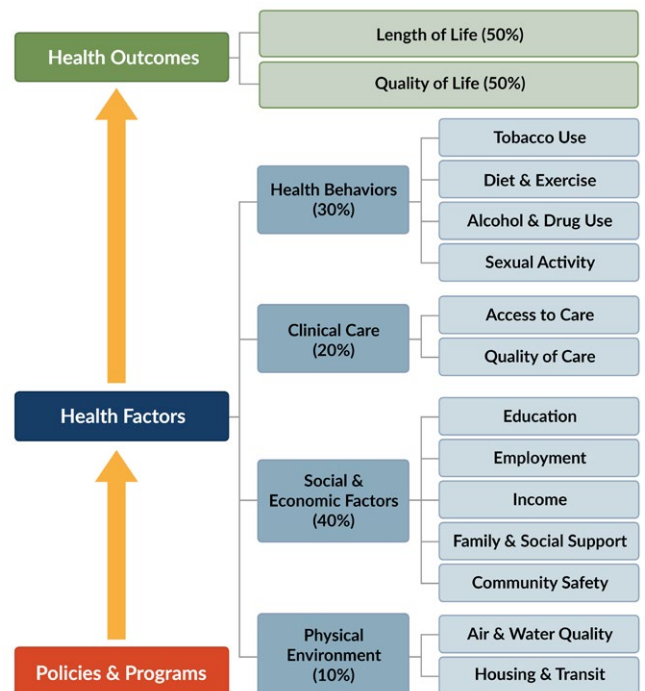 Health Outcomes
Length of Life (50%)
Quality of Life (50%)
Health Factors
Health Behaviors
(30%)
Tobacco Use
Diet & Exercise
Alcohol & Drug Use
Sexual Activity
Clinical Care
(20%)
Access to Care
Quality of Care
Social &
Economic Factors
(40%)
Education
Employment
Income
Family & Social Support
Community Safety
Physical
Environment
(10%)
Air & Water Quality
Housing & Transit
Policies & Programs